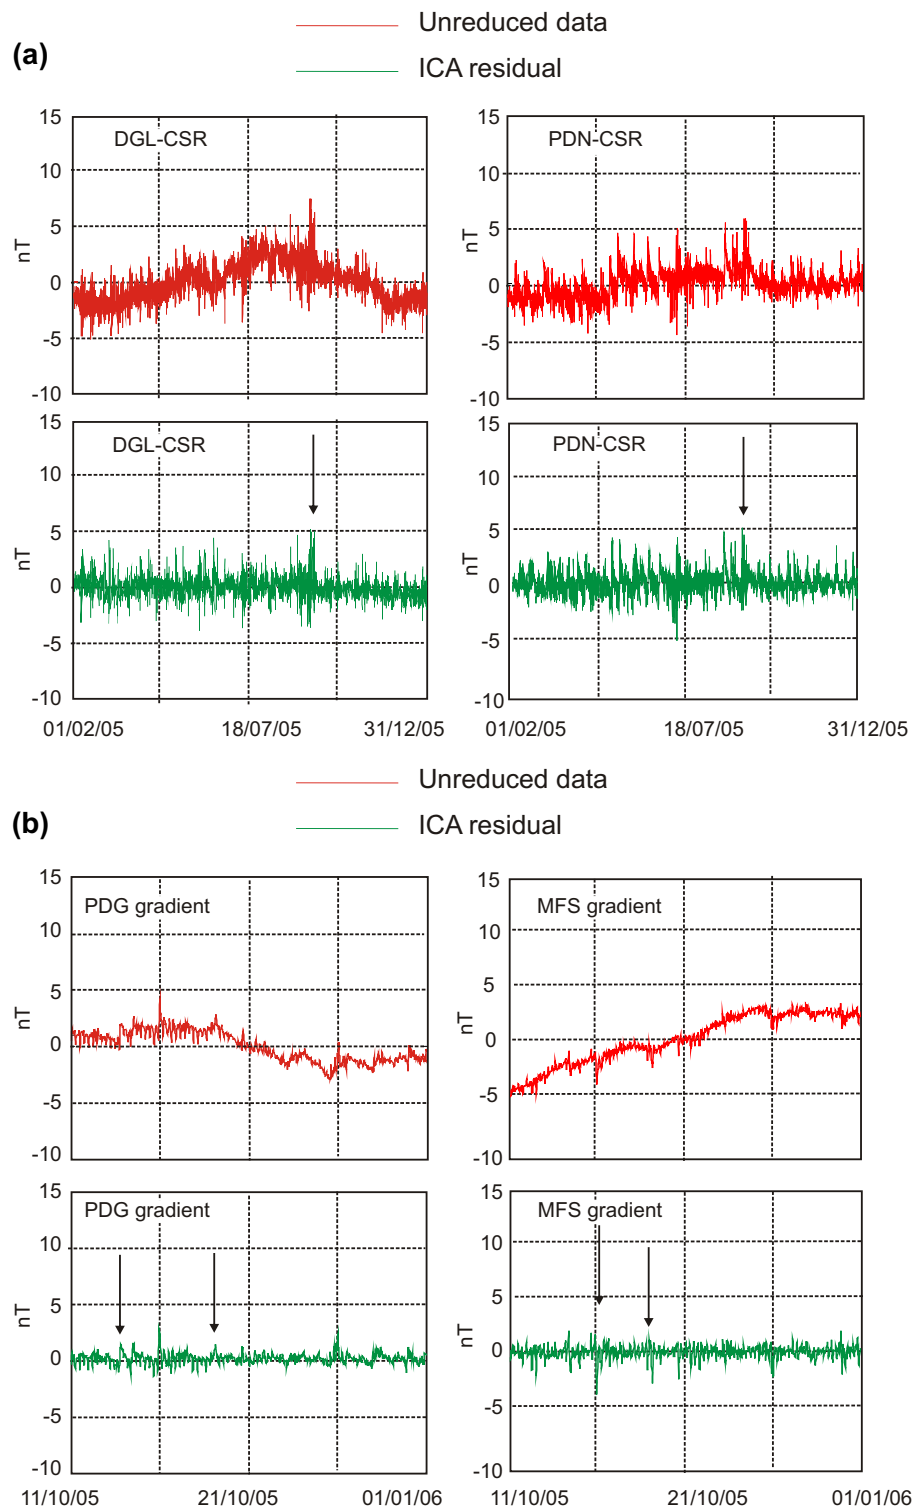 Unreduced data
(a)
ICA residual
15
10
5
0
-5
-10
nT
DGL-CSR
15
10
5
0
-5
-10
nT
PDN-CSR
15
10
5
0
-5
-10
nT
DGL-CSR
01/02/05 18/07/05 31/12/05
15
10
5
0
-5
-10
nT
PDN-CSR
01/02/05 18/07/05 31/12/05
Unreduced data
(b)
ICA residual
15
10
5
0
-5
-10
nT
PDG gradient
15
10
5
0
-5
-10
nT
MFS gradient
15
10
5
0
-5
-10
nT
PDG gradient
11/10/05 21/10/05 01/01/06
15
10
5
0
-5
-10
nT
MFS gradient
11/10/05 21/10/05 01/01/06